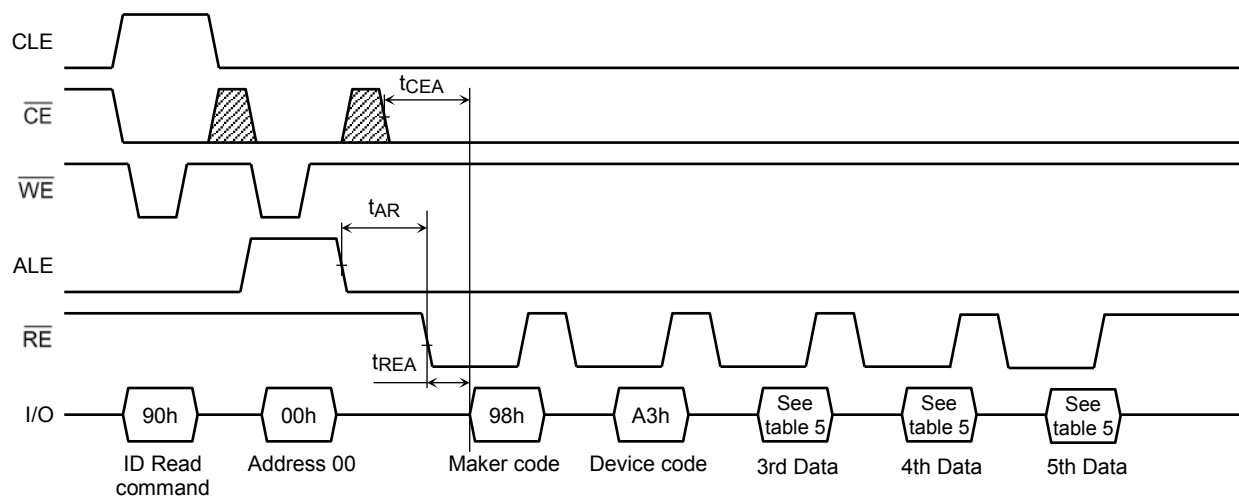 CLE
CE
tCEA
WE
tAR
ALE
RE
tREA
I/O
90h
00h
98h
A3h
See
table 5
See
table 5
See
table 5
ID Read
command
Address 00
Maker code
Device code
3rd Data
4th Data
5th Data